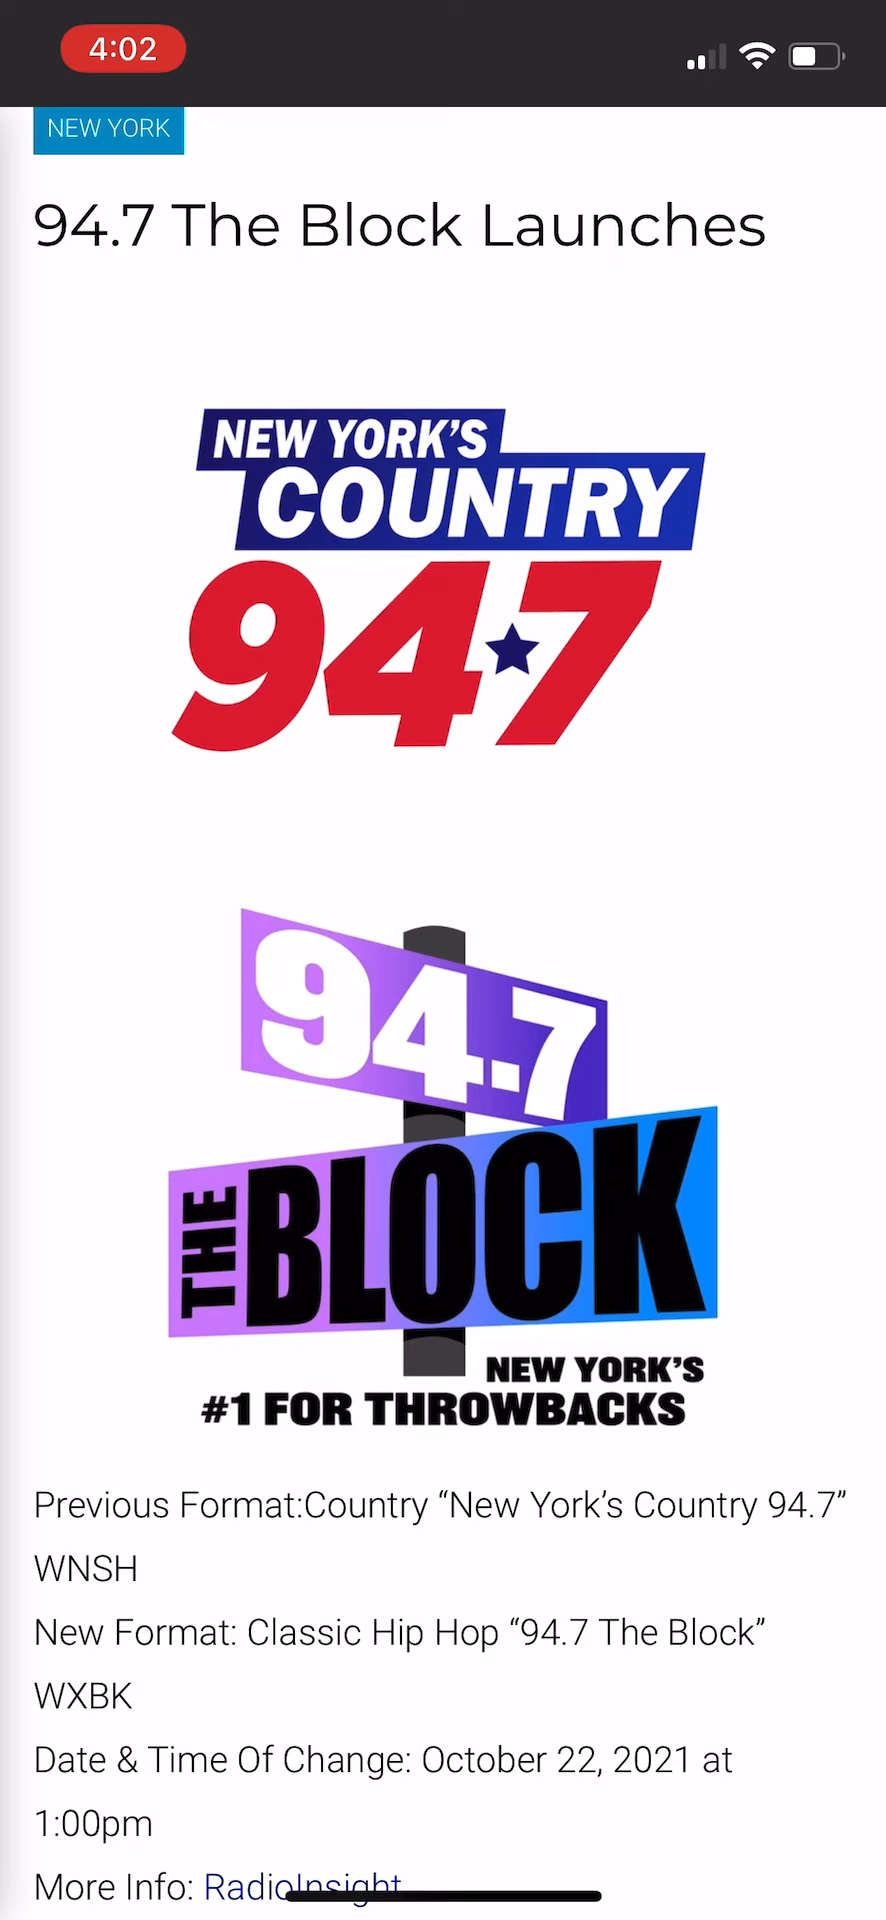 4:02
NEW YORK
94.7 The Block Launches
NEW YORK'S
COUNTRY
94★7
94.7
THE BLOCK
NEW YORK'S
#1 FOR THROWBACKS
Previous Format:Country “New York’s Country 94.7”
WNSH
New Format: Classic Hip Hop “94.7 The Block”
WXBK
Date & Time Of Change: October 22, 2021 at
1:00pm
More Info: RadioInsight